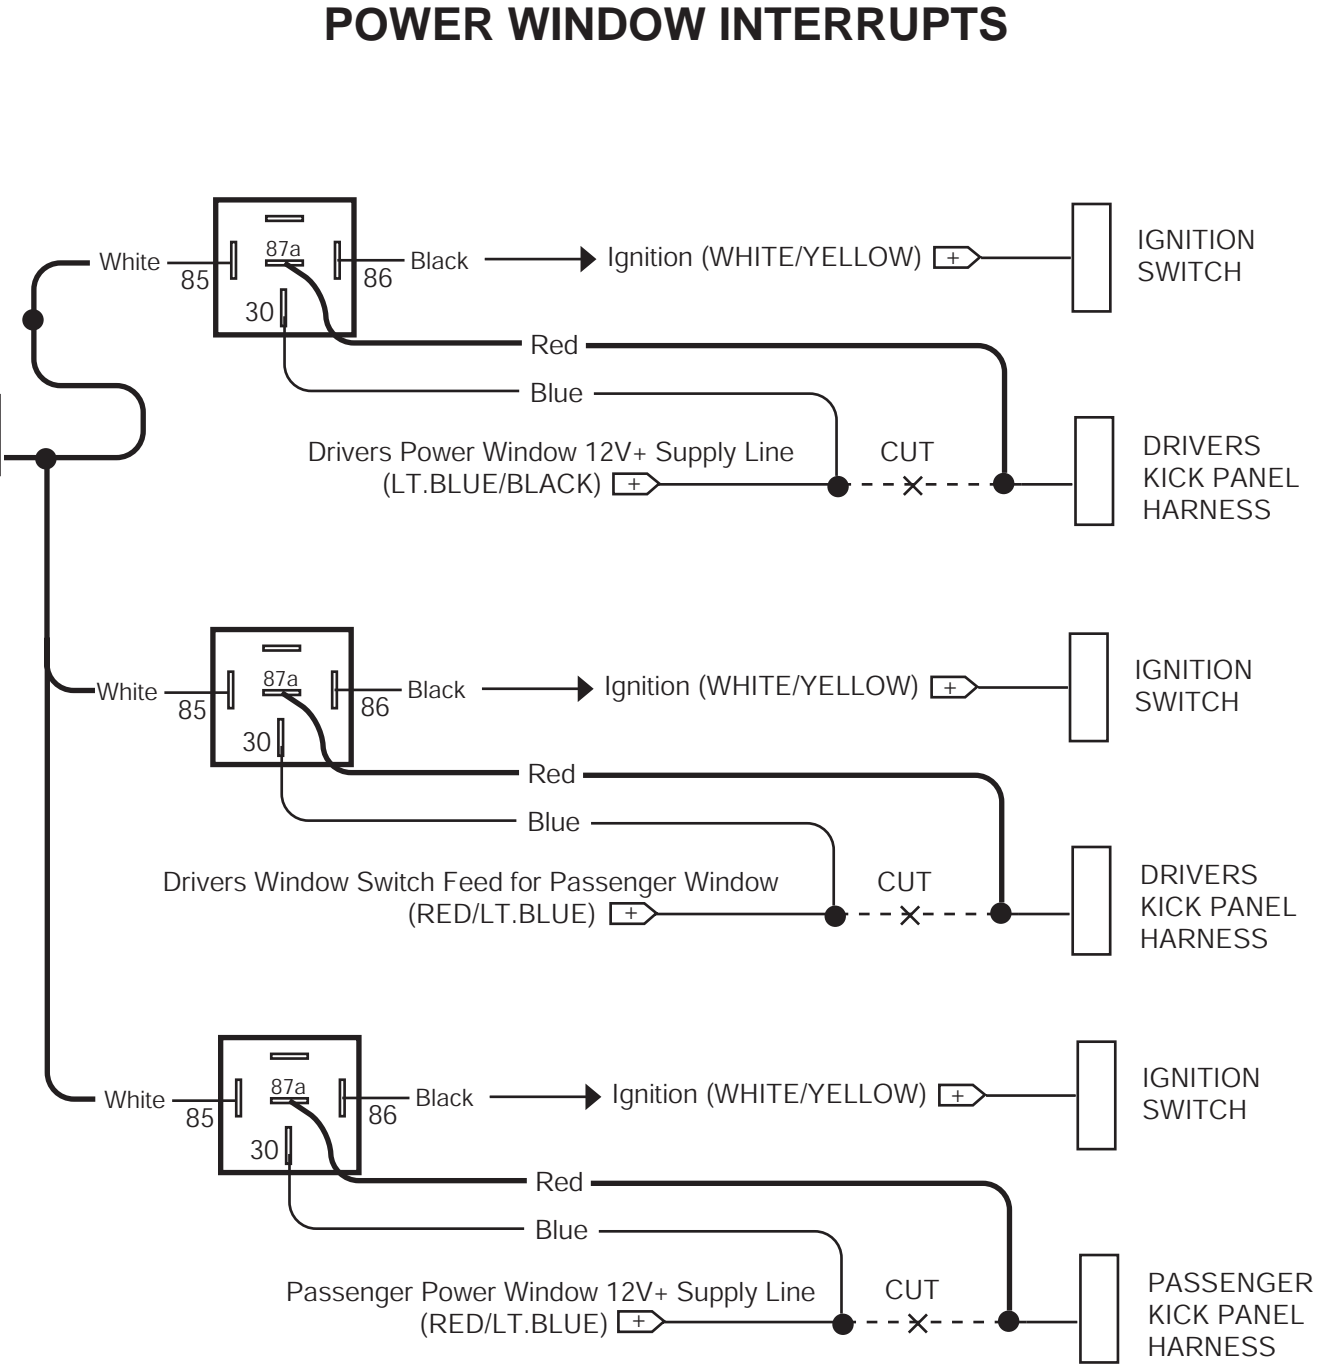 POWER WINDOW INTERRUPTS
White
85
87a
30
86
Black
Ignition (WHITE/YELLOW)
+
IGNITION
SWITCH
Red
Blue
Drivers Power Window 12V+ Supply Line
(LT.BLUE/BLACK)
+
CUT
DRIVERS
KICK PANEL
HARNESS
White
85
87a
30
86
Black
Ignition (WHITE/YELLOW)
+
IGNITION
SWITCH
Red
Blue
Drivers Window Switch Feed for Passenger Window
(RED/LT.BLUE)
+
CUT
DRIVERS
KICK PANEL
HARNESS
White
85
87a
30
86
Black
Ignition (WHITE/YELLOW)
+
IGNITION
SWITCH
Red
Blue
Passenger Power Window 12V+ Supply Line
(RED/LT.BLUE)
+
CUT
PASSENGER
KICK PANEL
HARNESS